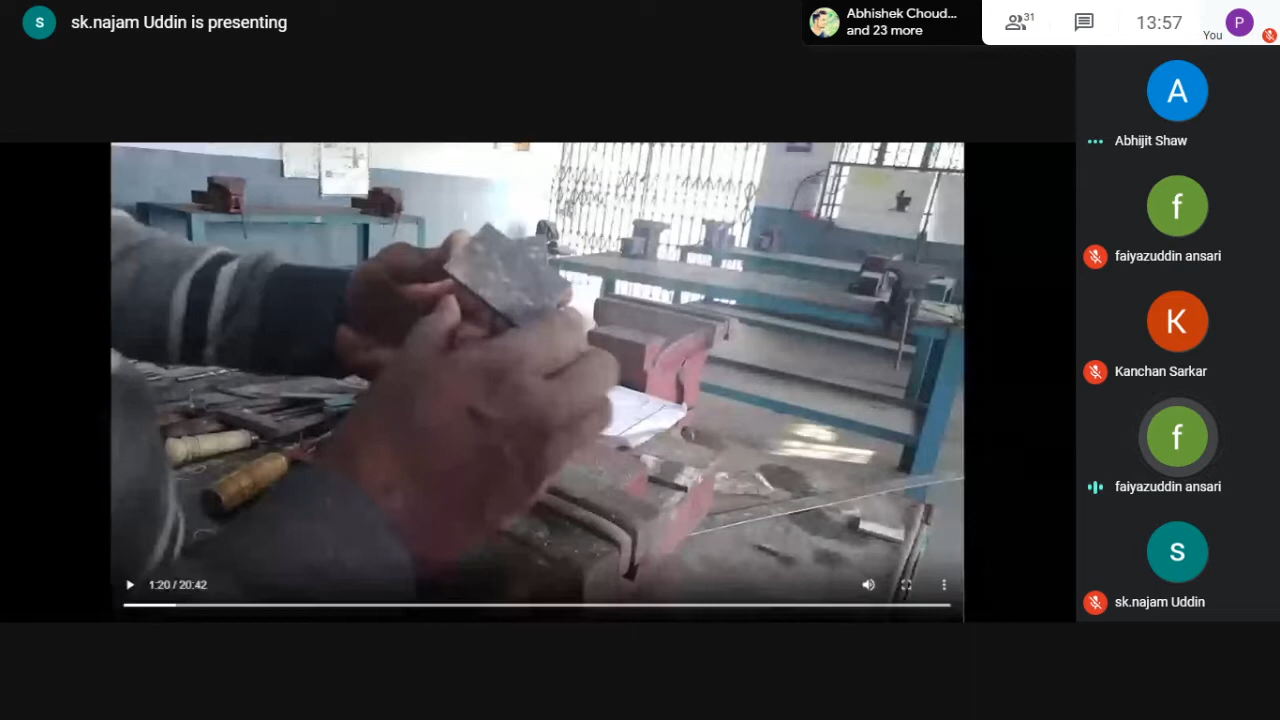 s
sk.najam Uddin is presenting
Abhishek Choud...
and 23 more
31
13:57
You
P
A
Abhijit Shaw
f
faiyazuddin ansari
K
Kanchan Sarkar
f
faiyazuddin ansari
s
sk.najam Uddin
1:20 / 20:42